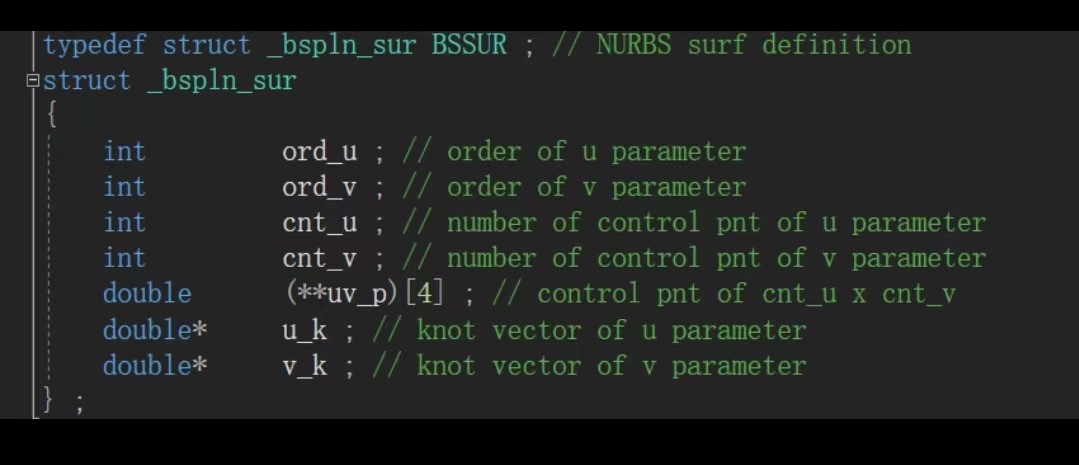 typedef struct _bspln_sur BSSUR ; // NURBS surf definition
struct _bspln_sur
{
int ord_u ; // order of u parameter
int ord_v ; // order of v parameter
int cnt_u ; // number of control pnt of u parameter
int cnt_v ; // number of control pnt of v parameter
double (**uv_p)[4] ; // control pnt of cnt_u x cnt_v
double* u_k ; // knot vector of u parameter
double* v_k ; // knot vector of v parameter
} ;